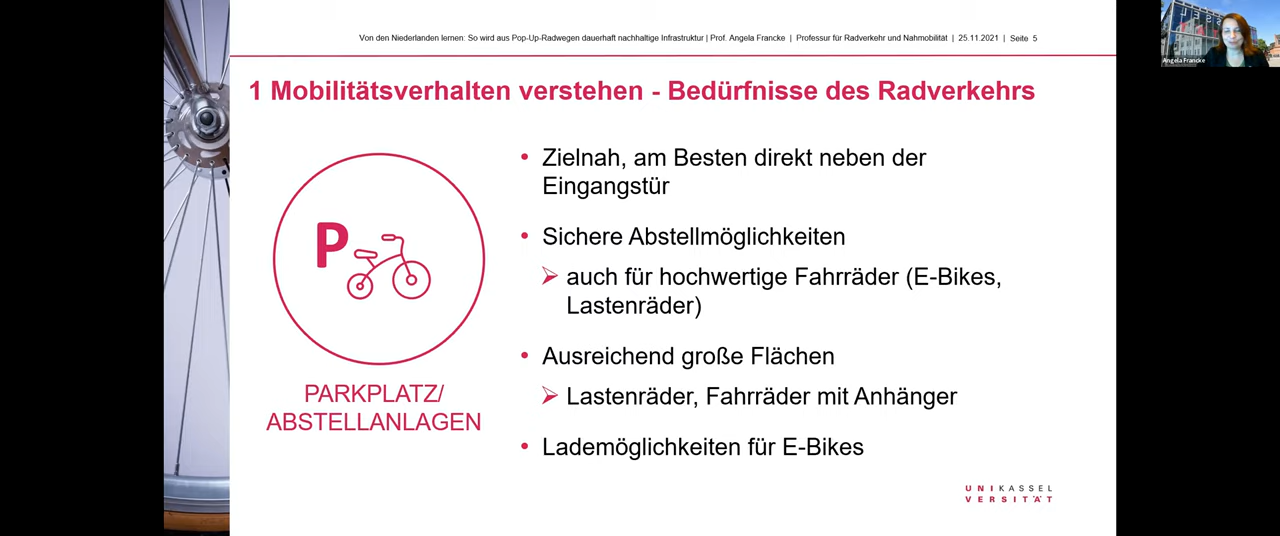 Von den Niederlanden lernen: So wird aus Pop-Up-Radwegen dauerhaft nachhaltige Infrastruktur | Prof. Angela Francke | Professur für Radverkehr und Nahmobilität | 25.11.2021 | Seite 5
Angela Francke
1 Mobilitätsverhalten verstehen - Bedürfnisse des Radverkehrs
P
PARKPLATZ/
ABSTELLANLAGEN
• Zielnah, am Besten direkt neben der
Eingangstür
• Sichere Abstellmöglichkeiten
➢ auch für hochwertige Fahrräder (E-Bikes,
Lastenräder)
• Ausreichend große Flächen
➢ Lastenräder, Fahrräder mit Anhänger
• Lademöglichkeiten für E-Bikes
UNIKASSEL
VERSITÄT